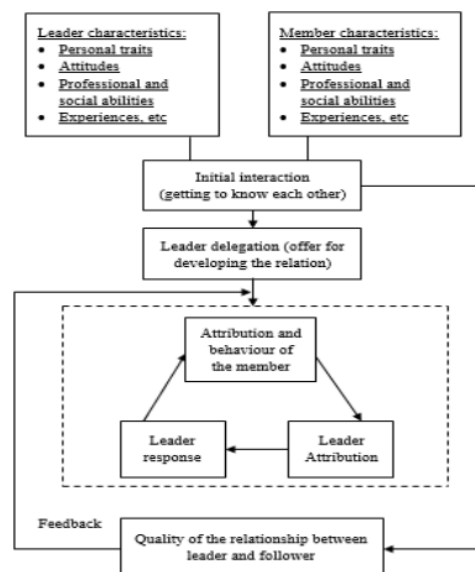 Leader characteristics:
• Personal traits
• Attitudes
• Professional and
social abilities
• Experiences, etc
Member characteristics:
• Personal traits
• Attitudes
• Professional and
social abilities
• Experiences, etc
Initial interaction
(getting to know each other)
Leader delegation (offer for
developing the relation)
Attribution and
behaviour of
the member
Leader
response
Leader
Attribution
Feedback
Quality of the relationship between
leader and follower